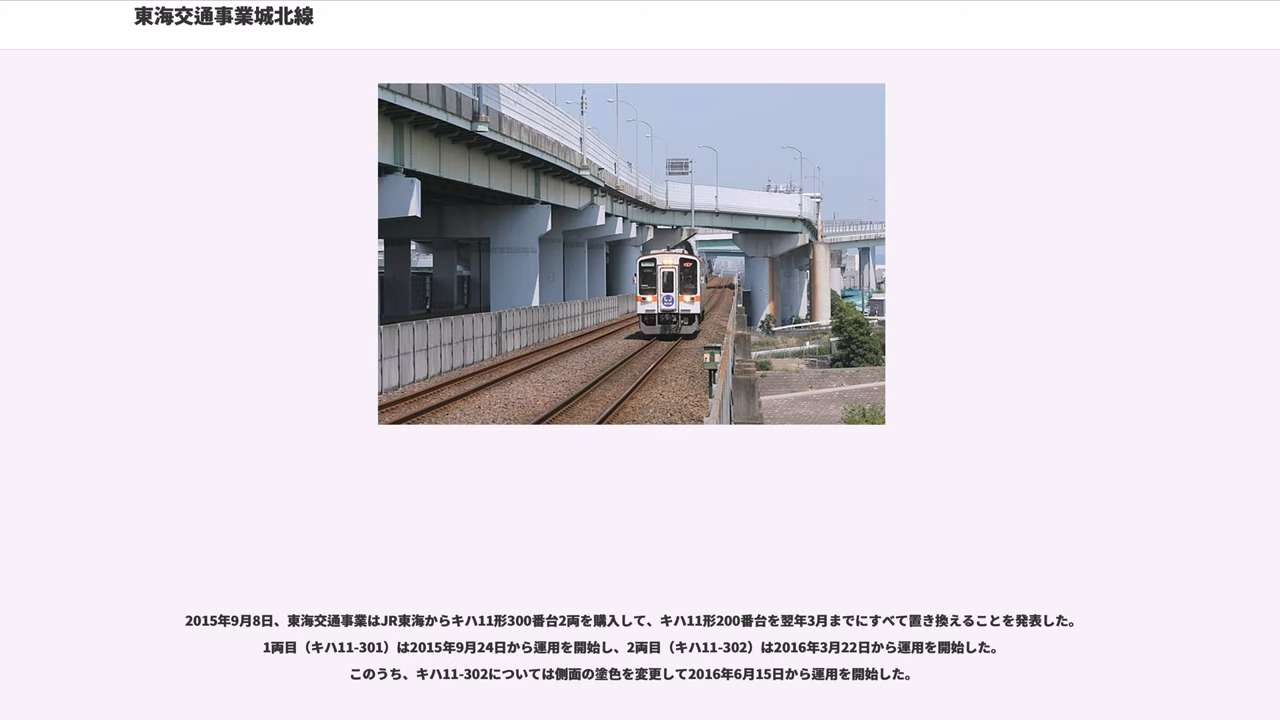 東海交通事業城北線
2015年9月8日、東海交通事業はJR東海からキハ11形300番台2両を購入して、キハ11形200番台を翌年3月までにすべて置き換えることを発表した。
1両目（キハ11-301）は2015年9月24日から運用を開始し、2両目（キハ11-302）は2016年3月22日から運用を開始した。
このうち、キハ11-302については側面の塗色を変更して2016年6月15日から運用を開始した。